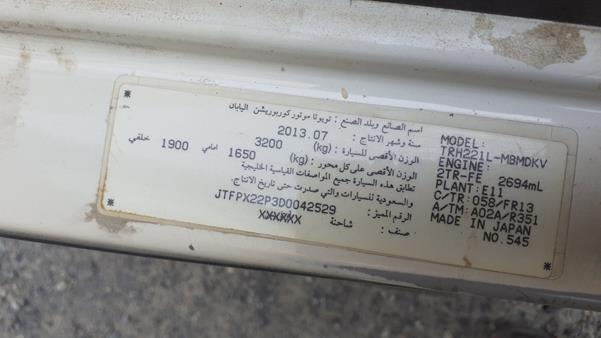 اسم الصانع وبلد الصنع : تويوتا موتور كوربوريشن اليابان
سنة وشهر الانتاج : 2013.07
الوزن الأقصى للسيارة : (kg) 3200
الوزن الأقصى على كل محور : (kg) 1650 امامي 1900 خلفي
تطابق هذه السيارة جميع المواصفات القياسية الخليجية
والسعودية للسيارات والتي صدرت حتى تاريخ الانتاج.
الرقم المميز : JTFPX22P3D0042529
صنف : شاحنة XXXXXX
MODEL:
TRH221L-MBMDKV
ENGINE:
2TR-FE 2694mL
PLANT: E11
C/TR: 058/FR13
A/TM: A02A/R351
MADE IN JAPAN
NO.545